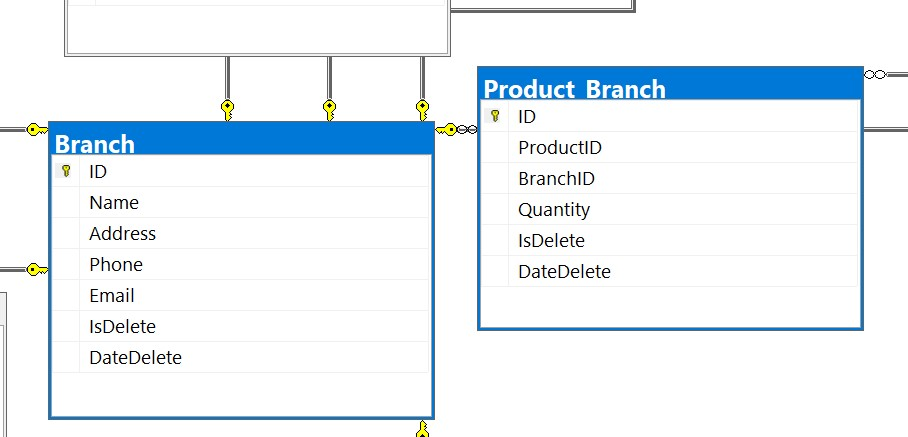 Branch
ID
Name
Address
Phone
Email
IsDelete
DateDelete
Product_Branch
ID
ProductID
BranchID
Quantity
IsDelete
DateDelete